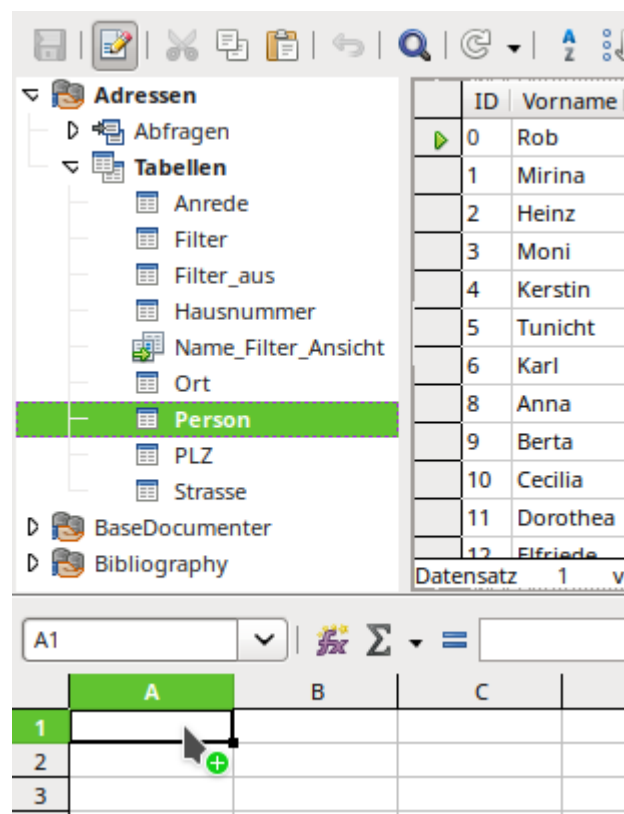 Adressen
Abfragen
Tabellen
Anrede
Filter
Filter_aus
Hausnummer
Name_Filter_Ansicht
Ort
Person
PLZ
Strasse
BaseDocumenter
Bibliography
ID Vorname
0 Rob
1 Mirina
2 Heinz
3 Moni
4 Kerstin
5 Tunicht
6 Karl
8 Anna
9 Berta
10 Cecilia
11 Dorothea
12 Elfriede
Datensatz 1 v
A1
A B C
1
2
3